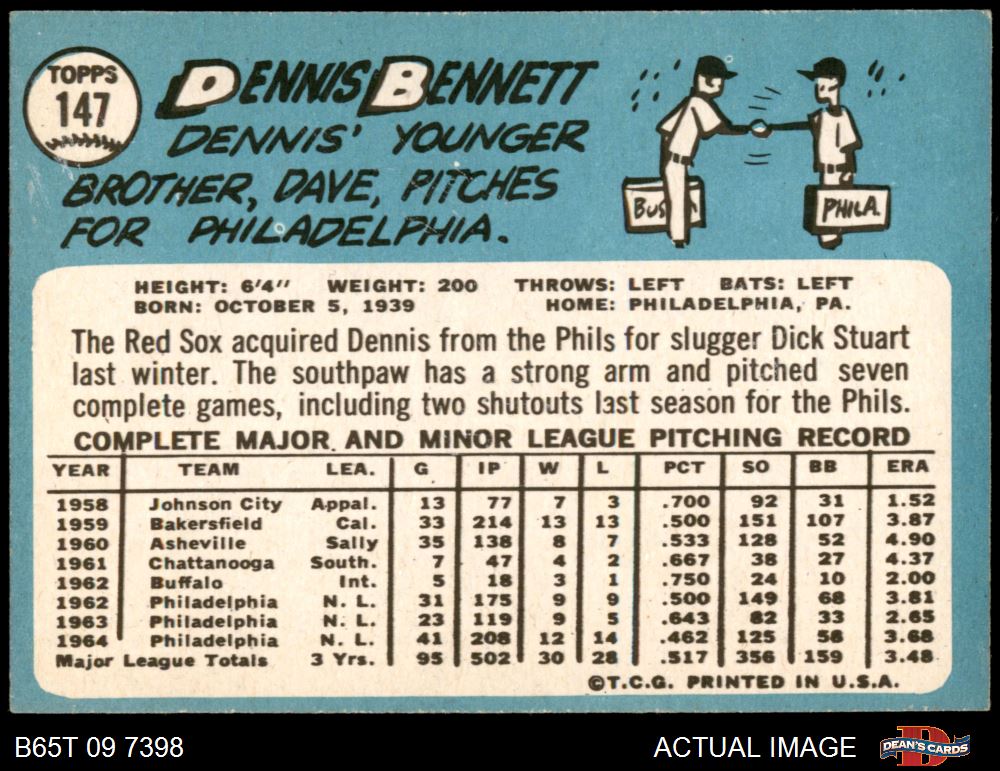 TOPPS
147
DENNIS BENNETT
DENNIS' YOUNGER
BROTHER, DAVE, PITCHES
FOR PHILADELPHIA.
PHILA.
HEIGHT: 6'4" WEIGHT: 200 THROWS: LEFT BATS: LEFT
BORN: OCTOBER 5, 1939 HOME: PHILADELPHIA, PA.
The Red Sox acquired Dennis from the Phils for slugger Dick Stuart
last winter. The southpaw has a strong arm and pitched seven
complete games, including two shutouts last season for the Phils.
COMPLETE MAJOR AND MINOR LEAGUE PITCHING RECORD
YEAR TEAM LEA. G IP W L PCT SO BB ERA
1958 Johnson City Appal. 13 77 7 3 .700 92 31 1.52
1959 Bakersfield Cal. 33 214 13 13 .500 151 107 3.87
1960 Asheville Sally 35 138 8 7 .533 128 52 4.90
1961 Chattanooga South. 7 47 4 2 .667 38 27 4.37
1962 Buffalo Int. 5 18 3 1 .750 24 10 2.00
1962 Philadelphia N. L. 31 175 9 9 .500 149 68 3.81
1963 Philadelphia N. L. 23 119 9 5 .643 82 33 2.65
1964 Philadelphia N. L. 41 208 12 14 .462 125 58 3.68
Major League Totals 3 Yrs. 95 502 30 28 .517 356 159 3.48
©T.C.G. PRINTED IN U.S.A.
B65T 09 7398 ACTUAL IMAGE DEAN'S CARDS